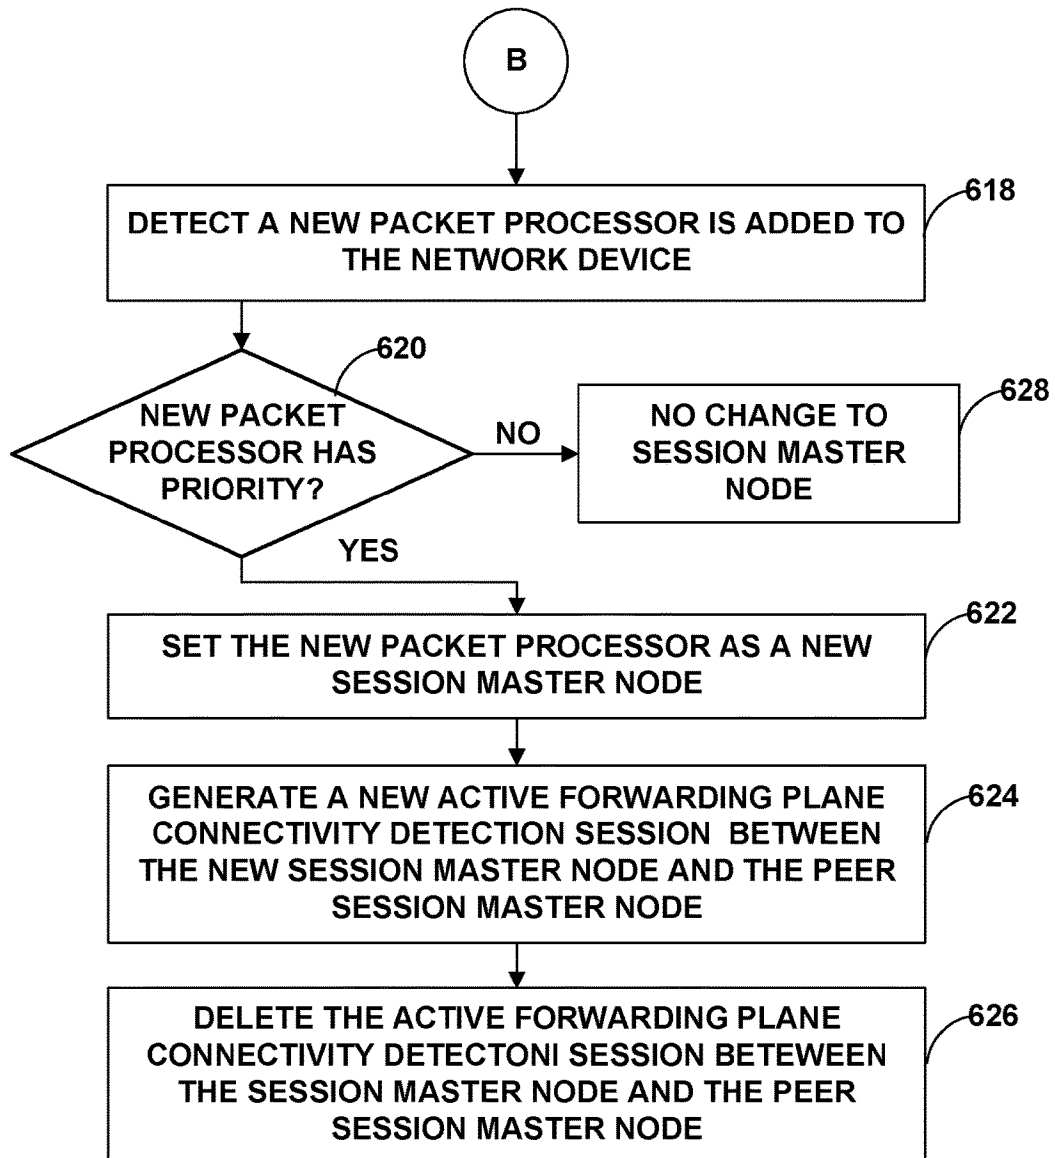 B
618
DETECT A NEW PACKET PROCESSOR IS ADDED TO
THE NETWORK DEVICE
620
NEW PACKET
PROCESSOR HAS
PRIORITY?
NO
628
NO CHANGE TO
SESSION MASTER
NODE
YES
622
SET THE NEW PACKET PROCESSOR AS A NEW
SESSION MASTER NODE
624
GENERATE A NEW ACTIVE FORWARDING PLANE
CONNECTIVITY DETECTION SESSION BETWEEN
THE NEW SESSION MASTER NODE AND THE PEER
SESSION MASTER NODE
626
DELETE THE ACTIVE FORWARDING PLANE
CONNECTIVITY DETECTONI SESSION BETEWEEN
THE SESSION MASTER NODE AND THE PEER
SESSION MASTER NODE